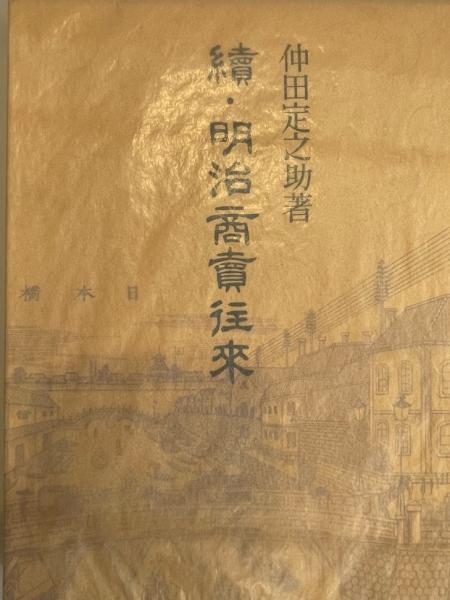 仲田定之助著
續・明治商賣往來
日本橋